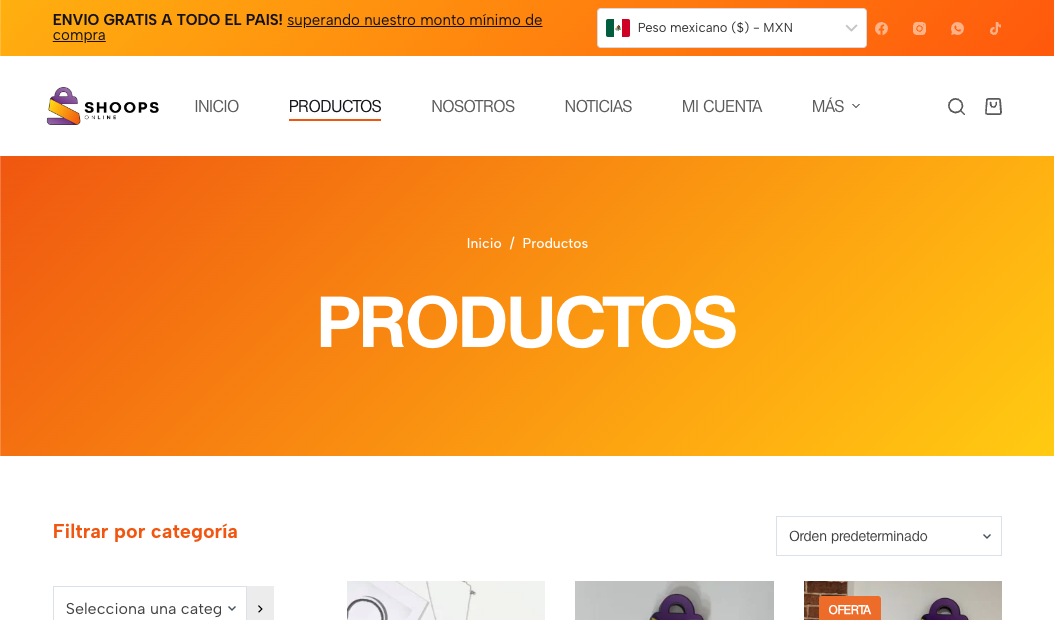 ENVIO GRATIS A TODO EL PAIS! superando nuestro monto mínimo de
compra
Peso mexicano ($) - MXN
SHOOPS
ONLINE
INICIO
PRODUCTOS
NOSOTROS
NOTICIAS
MI CUENTA
MÁS
Inicio / Productos
PRODUCTOS
Filtrar por categoría
Orden predeterminado
Selecciona una categ
OFERTA